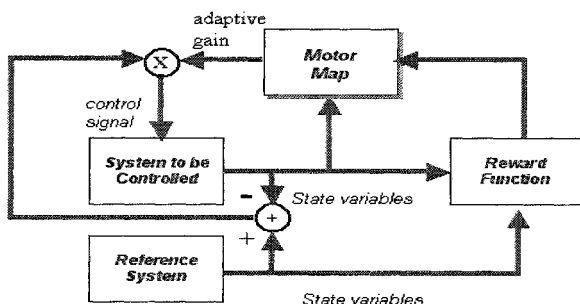 adaptive
gain
Motor
Map
X
control
signal
System to be
Controlled
Reward
Function
-
State variables
+
+
Reference
System
State variables